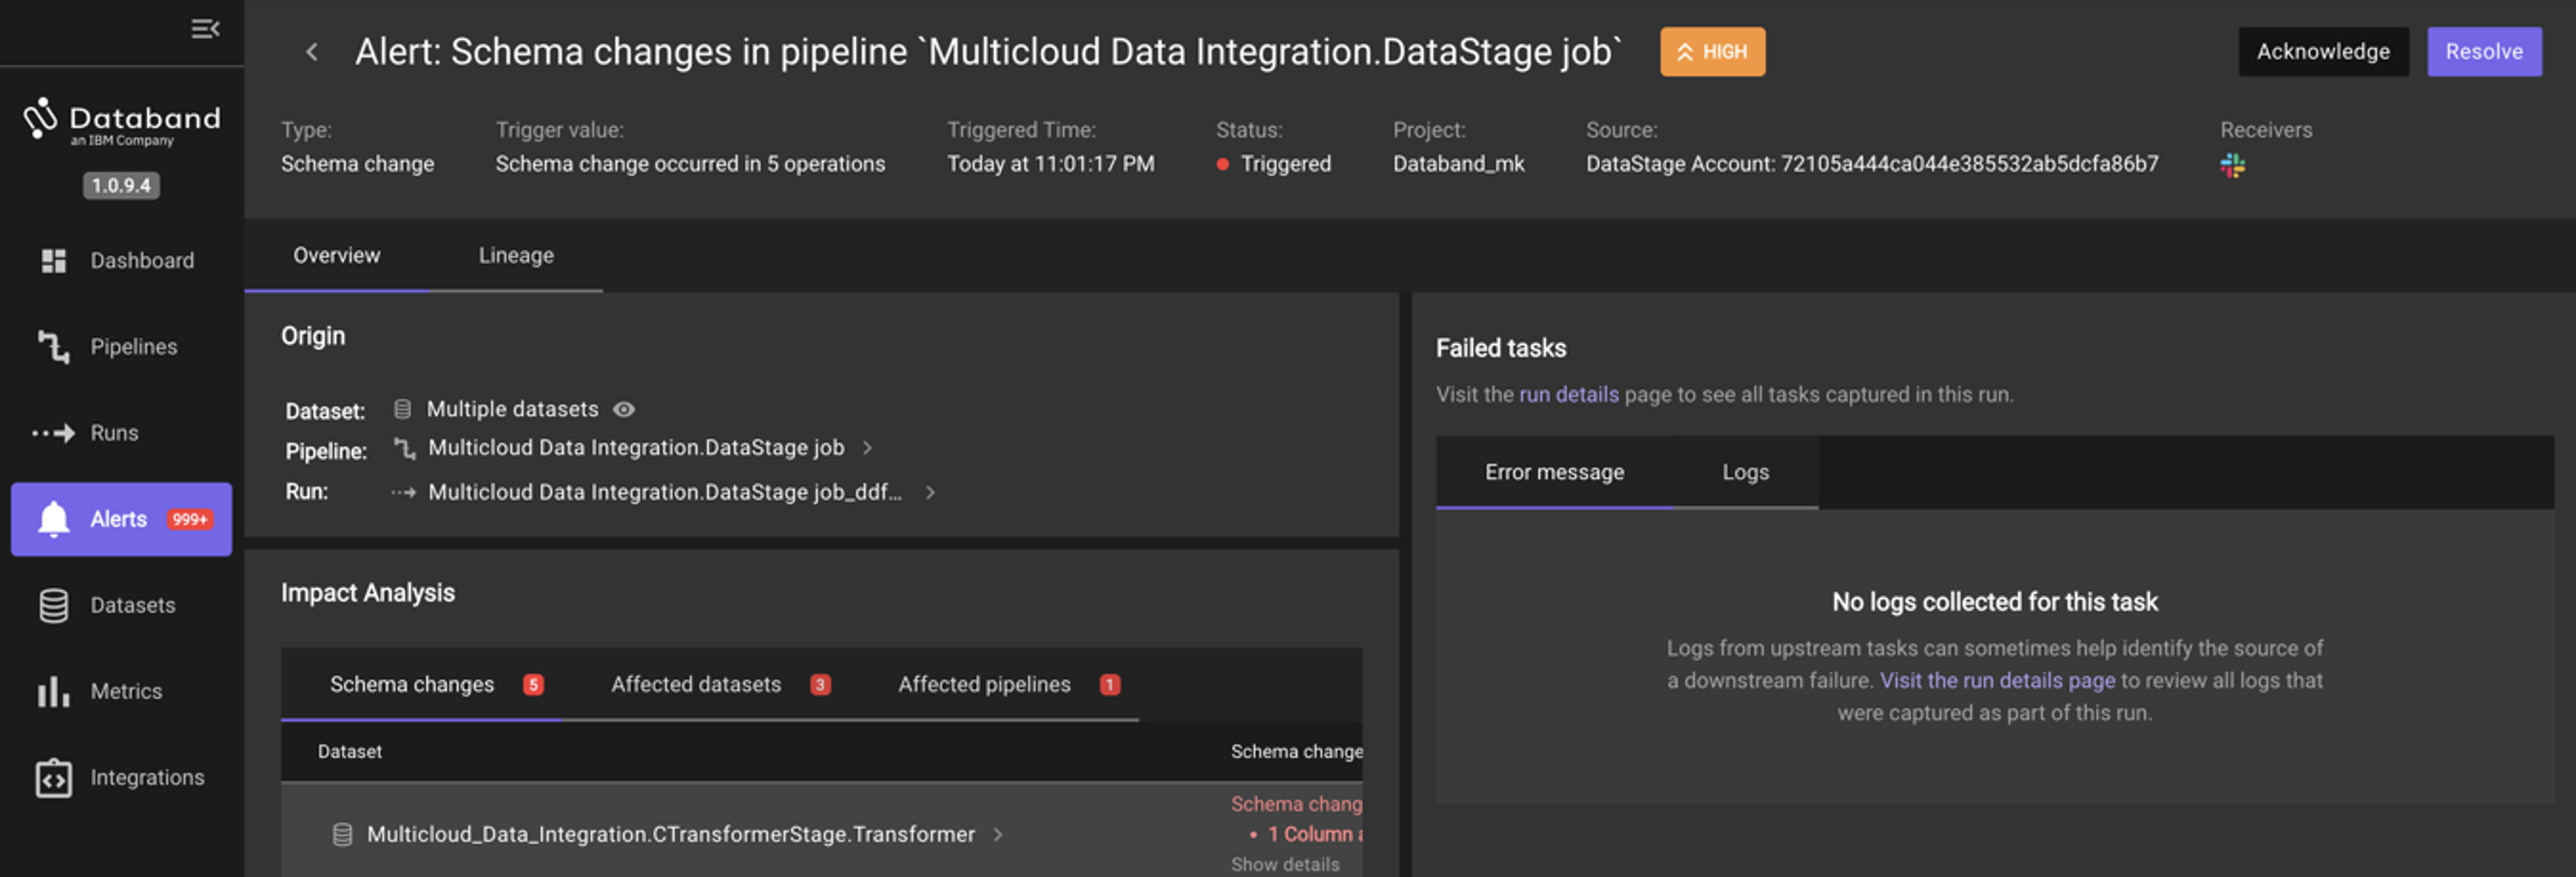 Alert: Schema changes in pipeline `Multicloud Data Integration.DataStage job`
HIGH
Acknowledge
Resolve
Databand
an IBM Company
1.0.9.4
Dashboard
Pipelines
Runs
Alerts 999+
Datasets
Metrics
Integrations
Type:
Schema change
Trigger value:
Schema change occurred in 5 operations
Triggered Time:
Today at 11:01:17 PM
Status:
Triggered
Project:
Databand_mk
Source:
DataStage Account: 72105a444ca044e385532ab5dcfa86b7
Receivers
Overview
Lineage
Origin
Dataset: Multiple datasets
Pipeline: Multicloud Data Integration.DataStage job
Run: Multicloud Data Integration.DataStage job_ddf...
Impact Analysis
Schema changes 5
Affected datasets 3
Affected pipelines 1
Dataset
Schema change
Multicloud_Data_Integration.CTransformerStage.Transformer
Schema chang
• 1 Column
Show details
Failed tasks
Visit the run details page to see all tasks captured in this run.
Error message
Logs
No logs collected for this task
Logs from upstream tasks can sometimes help identify the source of
a downstream failure. Visit the run details page to review all logs that
were captured as part of this run.